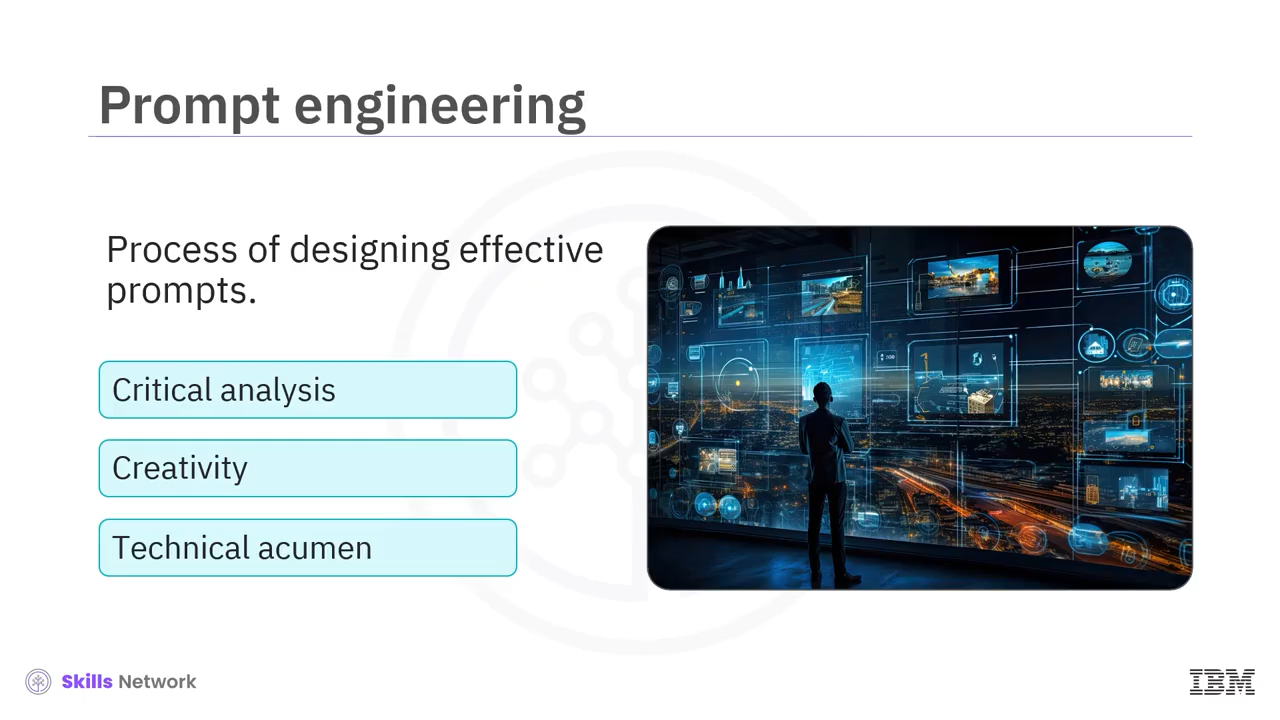 Prompt engineering
Process of designing effective
prompts.
Critical analysis
Creativity
Technical acumen
Skills Network
IBM